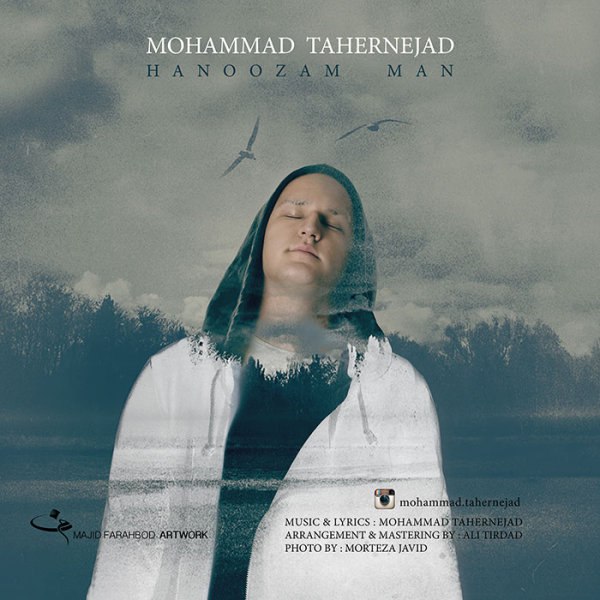 MOHAMMAD TAHERNEJAD
HANOOZAM MAN
mohammad.tahernejad
MUSIC & LYRICS : MOHAMMAD TAHERNEJAD
ARRANGEMENT & MASTERING BY : ALI TIRDAD
PHOTO BY : MORTEZA JAVID
MAJID FARAHBOD. ARTWORK